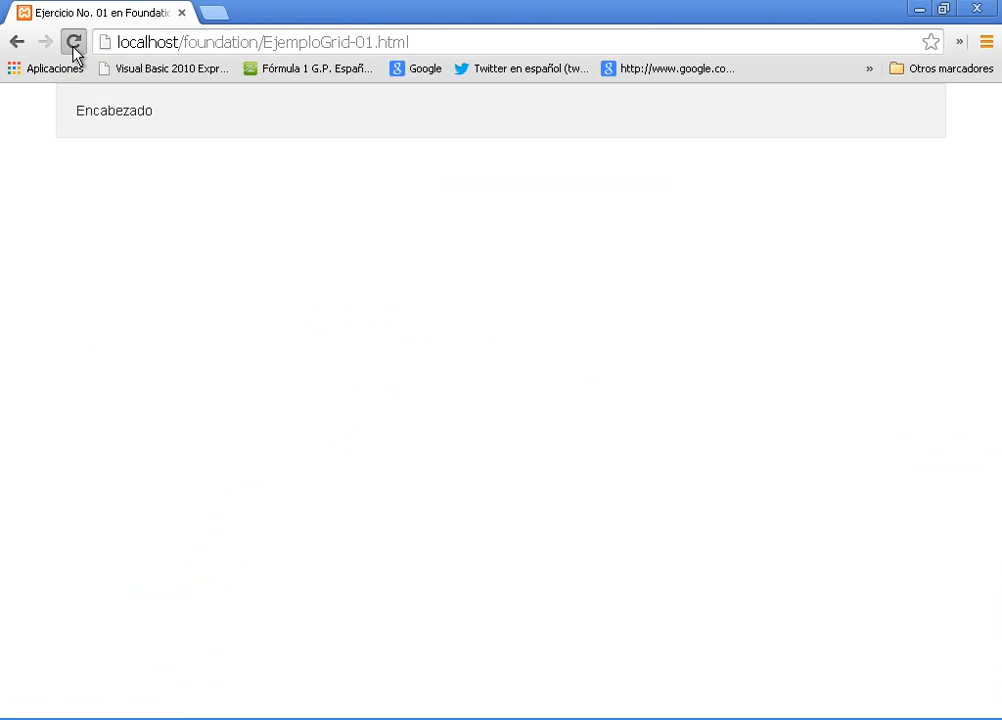 Ejercicio No. 01 en Foundatic
localhost/foundation/EjemploGrid-01.html
Aplicaciones Visual Basic 2010 Expr... Fórmula 1 G.P. Españ... Google Twitter en español (tw... http://www.google.co... » Otros marcadores
Encabezado